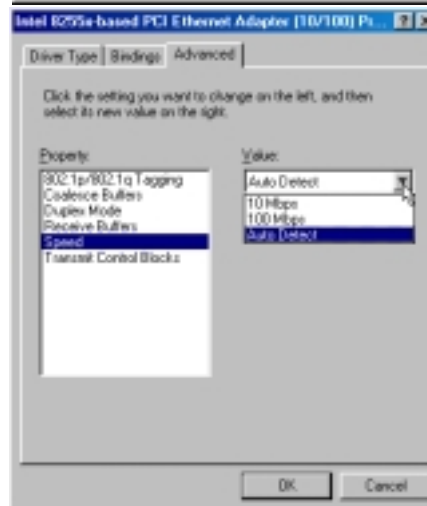 Intel 8255x-based PCI Ethernet Adapter (10/100) Pr...
Driver Type
Bindings
Advanced
Click the setting you want to change on the left, and then
select its new value on the right.
Property:
802.1p/802.1q Tagging
Coalesce Buffers
Duplex Mode
Receive Buffers
Speed
Transmit Control Blocks
Value:
Auto Detect
10 Mbps
100 Mbps
Auto Detect
OK
Cancel